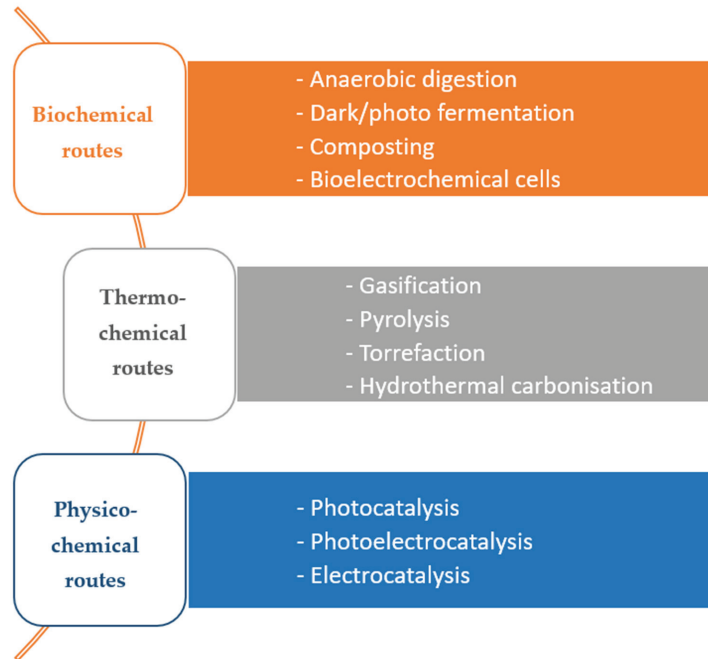 Biochemical
routes
- Anaerobic digestion
- Dark/photo fermentation
- Composting
- Bioelectrochemical cells
Thermo-
chemical
routes
- Gasification
- Pyrolysis
- Torrefaction
- Hydrothermal carbonisation
Physico-
chemical
routes
- Photocatalysis
- Photoelectrocatalysis
- Electrocatalysis